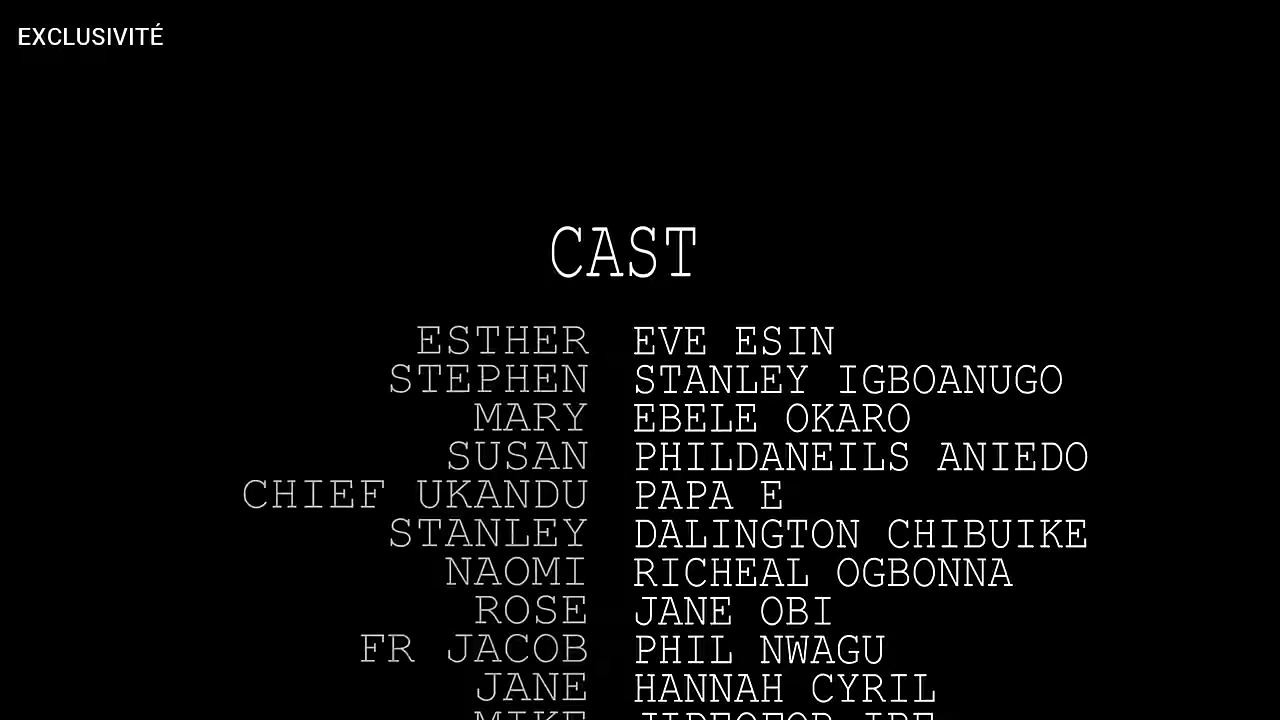 EXCLUSIVITÉ
CAST
ESTHER EVE ESIN
STEPHEN STANLEY IGBOANUGO
MARY EBELE OKARO
SUSAN PHILDANEILS ANIEDO
CHIEF UKANDU PAPA E
STANLEY DALINGTON CHIBUIKE
NAOMI RICHEAL OGBONNA
ROSE JANE OBI
FR JACOB PHIL NWAGU
JANE HANNAH CYRIL
MIKE